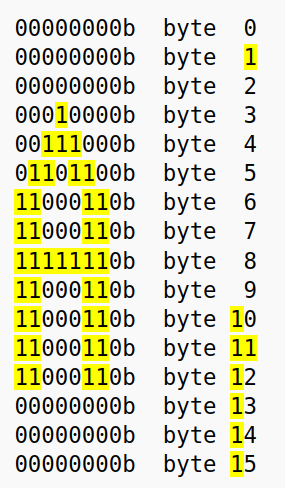 00000000b byte 0
00000000b byte 1
00000000b byte 2
00010000b byte 3
00111000b byte 4
01101100b byte 5
11000110b byte 6
11000110b byte 7
11111110b byte 8
11000110b byte 9
11000110b byte 10
11000110b byte 11
11000110b byte 12
00000000b byte 13
00000000b byte 14
00000000b byte 15